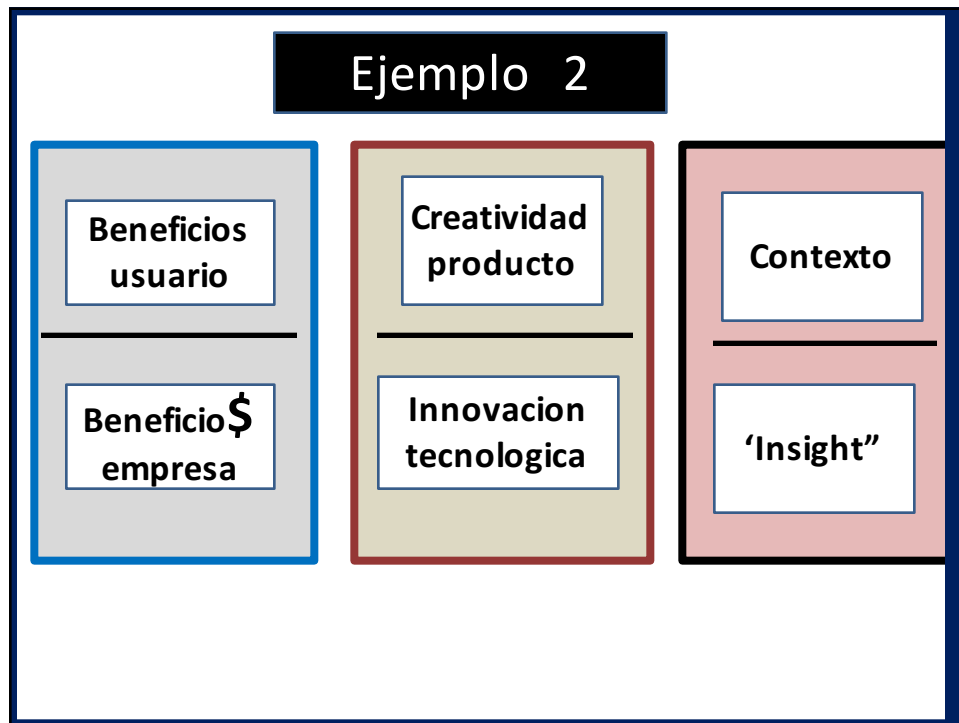 Ejemplo 2
Beneficios
usuario
Beneficio$
empresa
Creatividad
producto
Innovacion
tecnologica
Contexto
‘Insight”